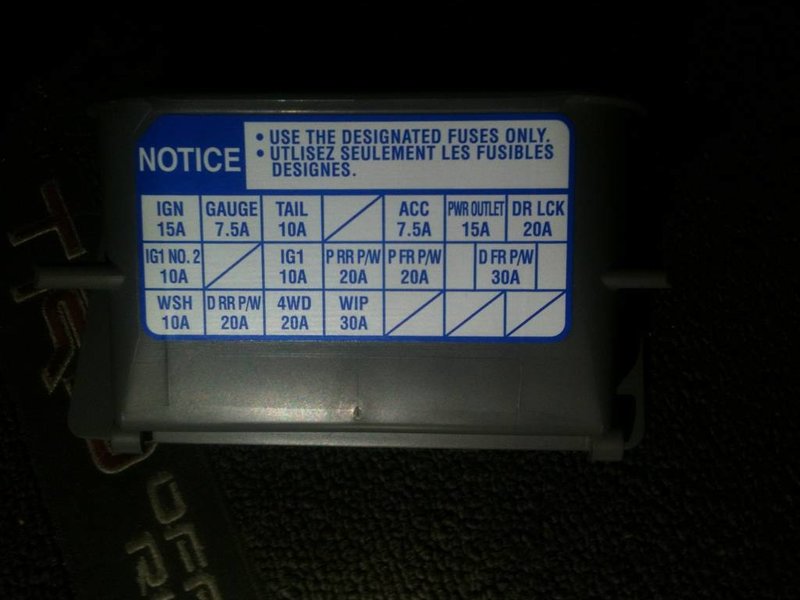 NOTICE
• USE THE DESIGNATED FUSES ONLY.
• UTLISEZ SEULEMENT LES FUSIBLES
DESIGNES.
IGN GAUGE TAIL ACC PWR OUTLET DR LCK
15A 7.5A 10A 7.5A 15A 20A
IG1 NO. 2 IG1 P RR P/W P FR P/W D FR P/W
10A 10A 20A 20A 30A
WSH D RR P/W 4WD WIP
10A 20A 20A 30A